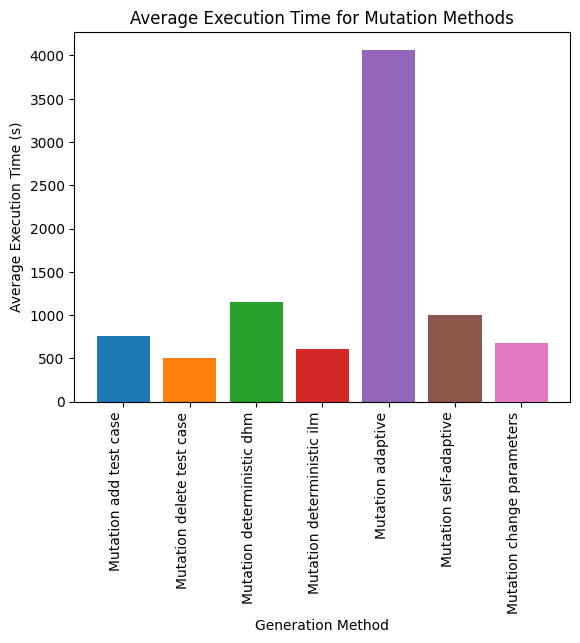 Average Execution Time for Mutation Methods
Average Execution Time (s)
4000
3500
3000
2500
2000
1500
1000
500
0
Mutation add test case
Mutation delete test case
Mutation deterministic dhm
Mutation deterministic ilm
Mutation adaptive
Mutation self-adaptive
Mutation change parameters
Generation Method